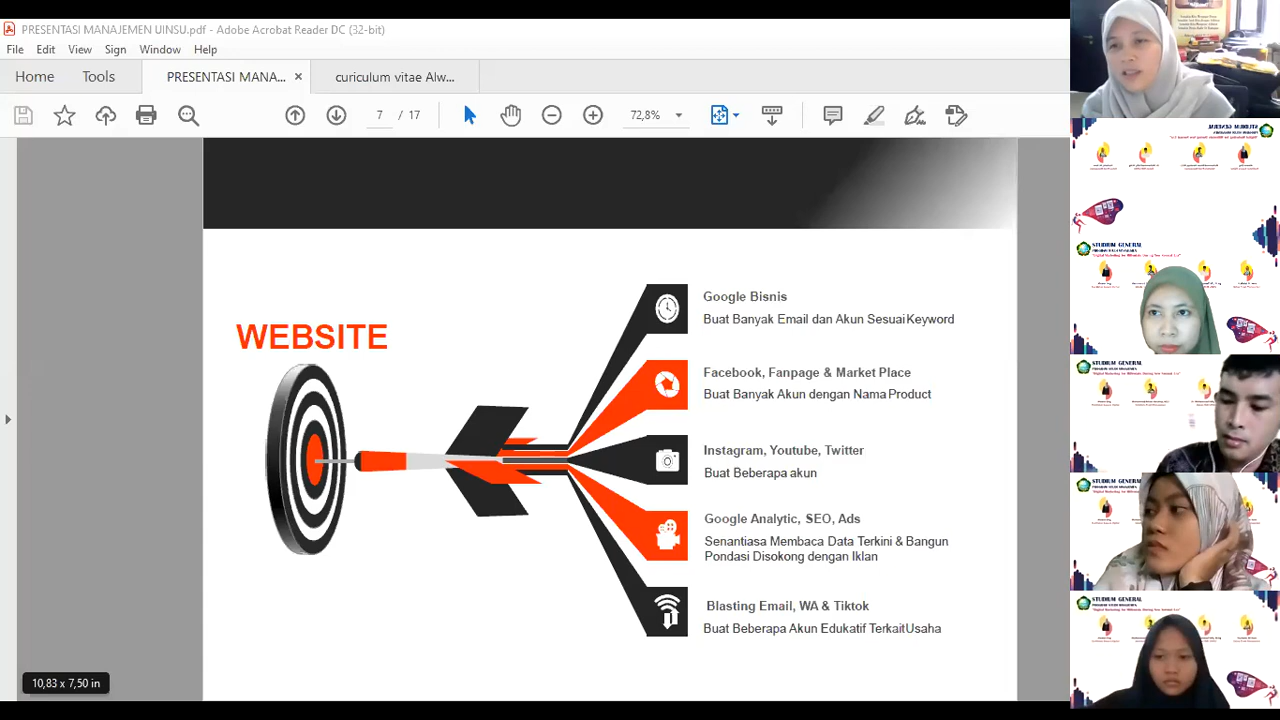 PRESENTASI MANAJEMEN UINSU.pdf - Adobe Acrobat Reader DC (32-bit)
File Edit View Sign Window Help
Home Tools PRESENTASI MANA... × curiculum vitae Alw...
7 / 17 72,8%
WEBSITE
Google Bisnis
Buat Banyak Email dan Akun Sesuai Keyword
Facebook, Fanpage & Market Place
Buat Banyak Akun dengan Nama Product
Instagram, Youtube, Twitter
Buat Beberapa akun
Google Analytic, SEO, Ads
Senantiasa Membaca Data Terkini & Bangun
Pondasi Disokong dengan Iklan
Blasting Email, WA & Tiktok
Buat Beberapa Akun Edukatif Terkait Usaha
10,83 x 7,50 in
STUDIUM GENERAL
STUDIUM GENERAL
STUDIUM GENERAL
STUDIUM GENERAL
STUDIUM GENERAL